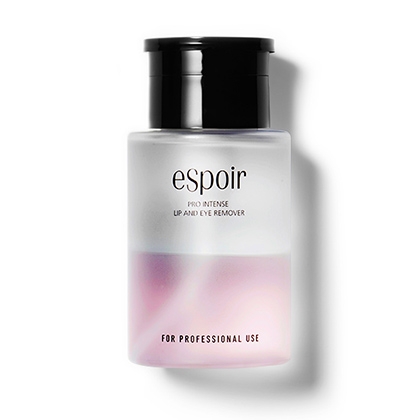 espoir
PRO INTENSE
LIP AND EYE REMOVER
FOR PROFESSIONAL USE